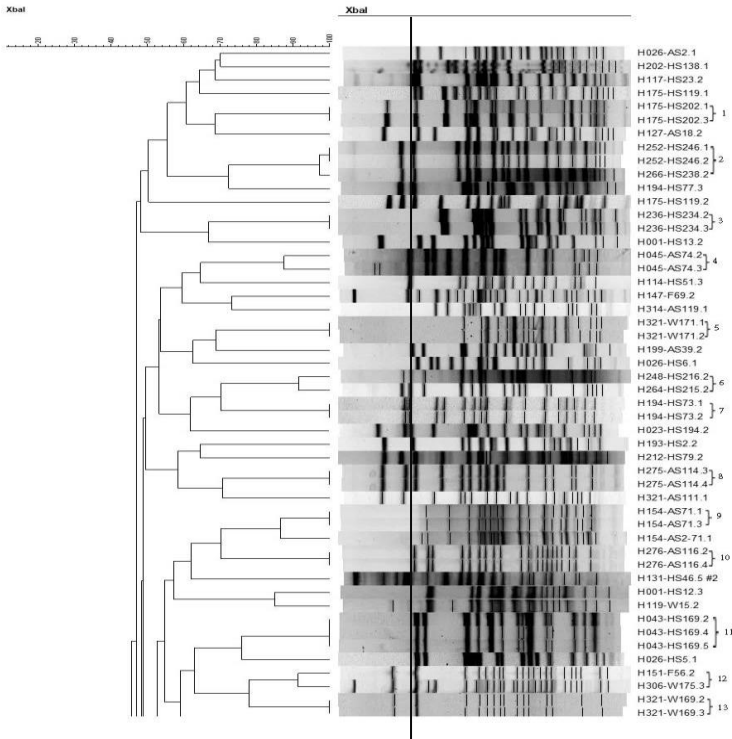 XbaI XbaI
10 20 30 40 50 60 70 80 90 100
H026-AS2.1
H202-HS138.1
H117-HS23.2
H175-HS119.1
H175-HS202.1
H175-HS202.3
1
H127-AS18.2
H252-HS246.1
H252-HS246.2
2
H266-HS238.2
H194-HS77.3
H175-HS119.2
H236-HS234.2
H236-HS234.3
3
H001-HS13.2
H045-AS74.2
H045-AS74.3
4
H114-HS51.3
H147-F69.2
H314-AS119.1
H321-W171.1
H321-W171.2
5
H199-AS39.2
H026-HS6.1
H248-HS216.2
H264-HS215.2
6
H194-HS73.1
H194-HS73.2
7
H023-HS194.2
H193-HS2.2
H212-HS79.2
H275-AS114.3
H275-AS114.4
8
H321-AS111.1
H154-AS71.1
H154-AS71.3
9
H154-AS2-71.1
H276-AS116.2
H276-AS116.4
10
H131-HS46.5 #2
H001-HS12.3
H119-W15.2
H043-HS169.2
H043-HS169.4
11
H043-HS169.5
H026-HS5.1
H151-F56.2
H306-W175.3
12
H321-W169.2
H321-W169.3
13